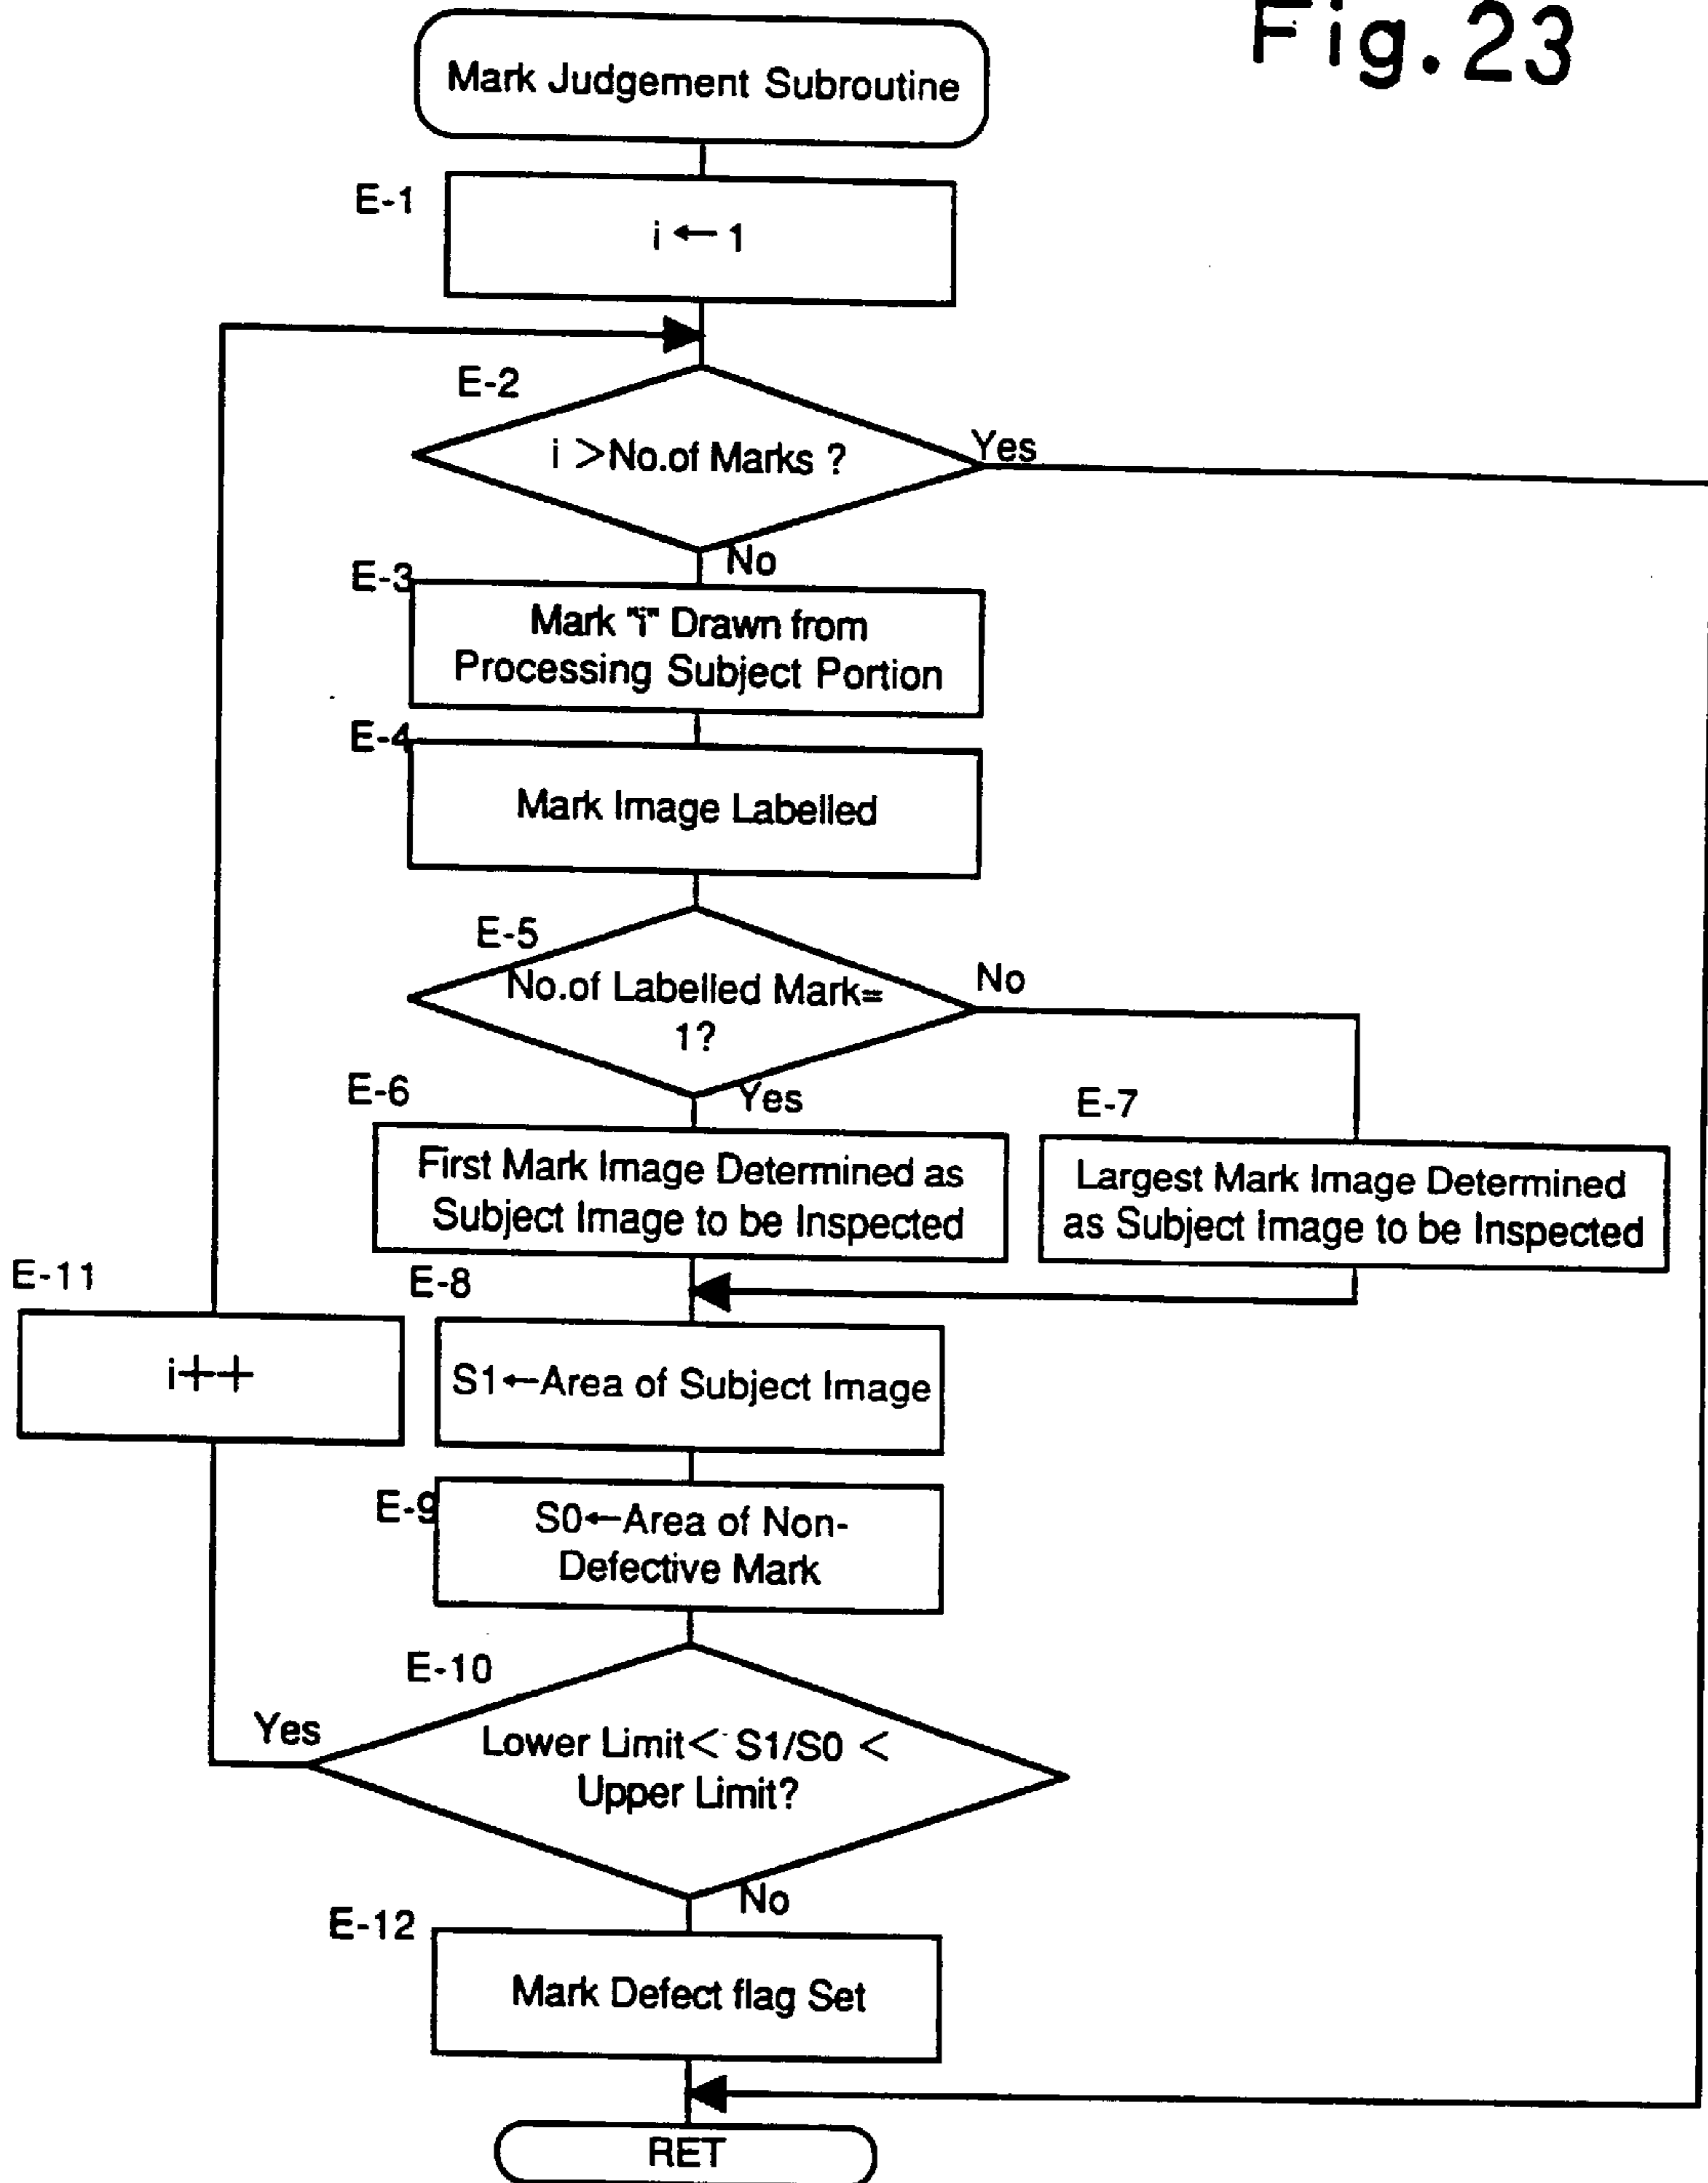 Fig.23
Mark Judgement Subroutine
E-1
i ← 1
E-2
i >No.of Marks ?
Yes
No
E-3
Mark "i" Drawn from
Processing Subject Portion
E-4
Mark Image Labelled
E-5
No.of Labelled Mark=
1?
No
Yes
E-6
First Mark Image Determined as
Subject Image to be Inspected
E-7
Largest Mark Image Determined
as Subject Image to be Inspected
E-11
i++
E-8
S1←Area of Subject Image
E-9
S0←Area of Non-
Defective Mark
E-10
Yes
Lower Limit< S1/S0 <
Upper Limit?
No
E-12
Mark Defect flag Set
RET